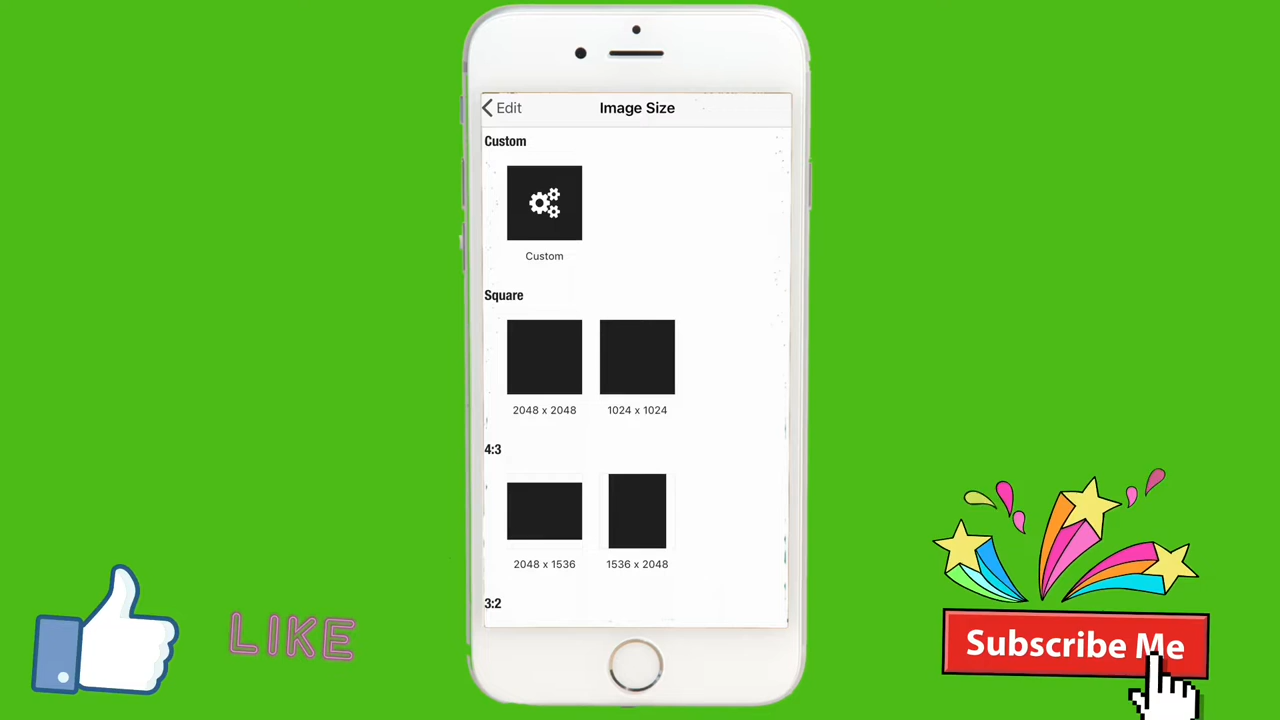 Edit
Image Size
Custom
Custom
Square
2048 x 2048
1024 x 1024
4:3
2048 x 1536
1536 x 2048
3:2
LIKE
Subscribe Me